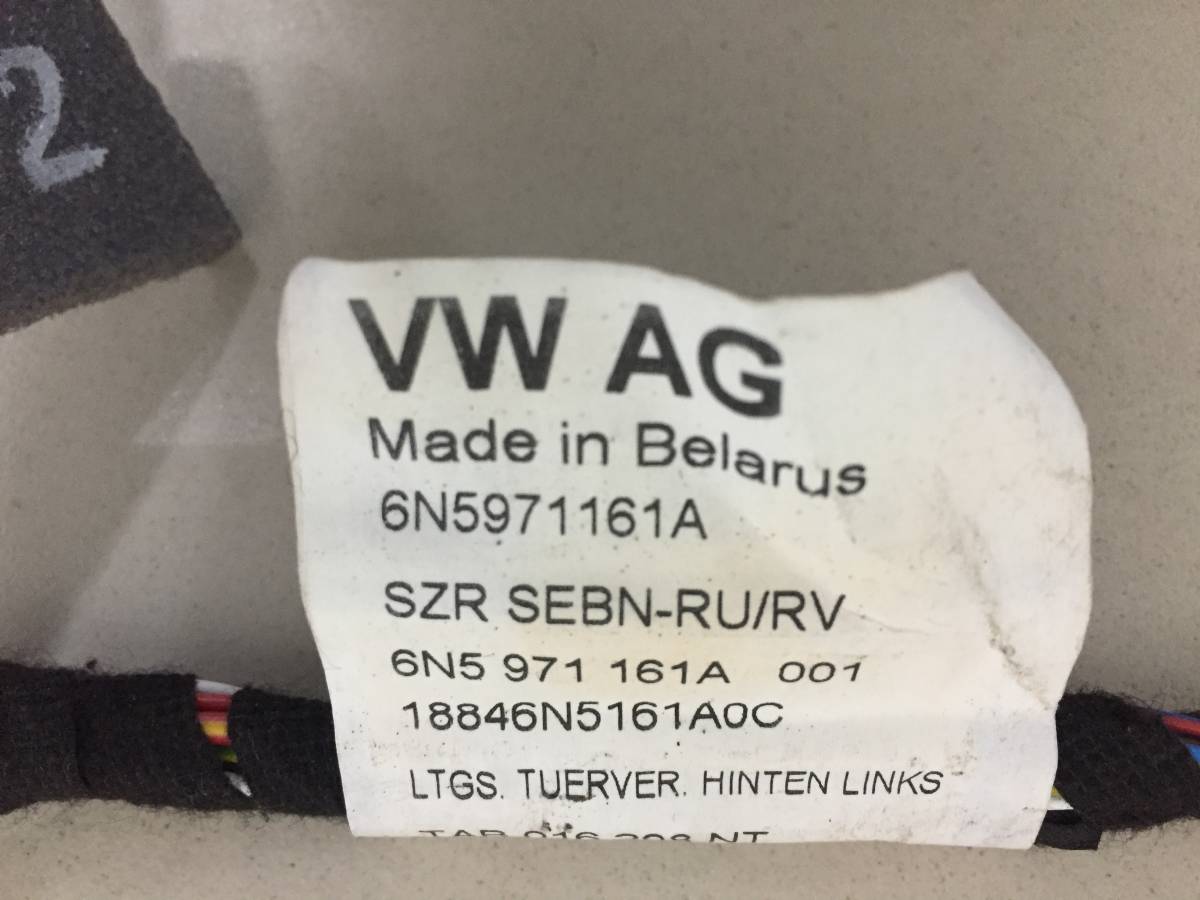 2
VW AG
Made in Belarus
6N5971161A
SZR SEBN-RU/RV
6N5 971 161A 001
18846N5161A0C
LTGS. TUERVER. HINTEN LINKS